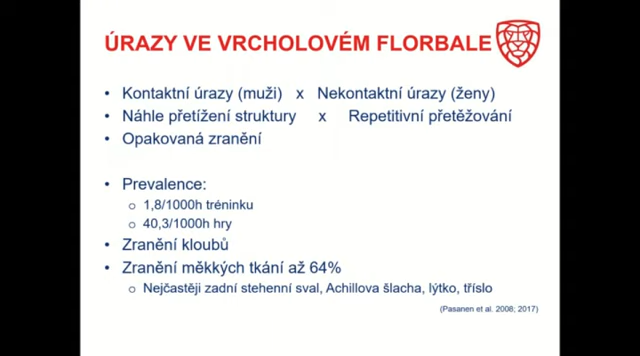 ÚRAZY VE VRCHOLOVÉM FLORBALE
• Kontaktní úrazy (muži) x Nekontaktní úrazy (ženy)
• Náhle přetížení struktury x Repetitivní přetěžování
• Opakovaná zranění
• Prevalence:
o 1,8/1000h tréninku
o 40,3/1000h hry
• Zranění kloubů
• Zranění měkkých tkání až 64%
o Nejčastěji zadní stehenní sval, Achillova šlacha, lýtko, tříslo
(Pasanen et al. 2008; 2017)